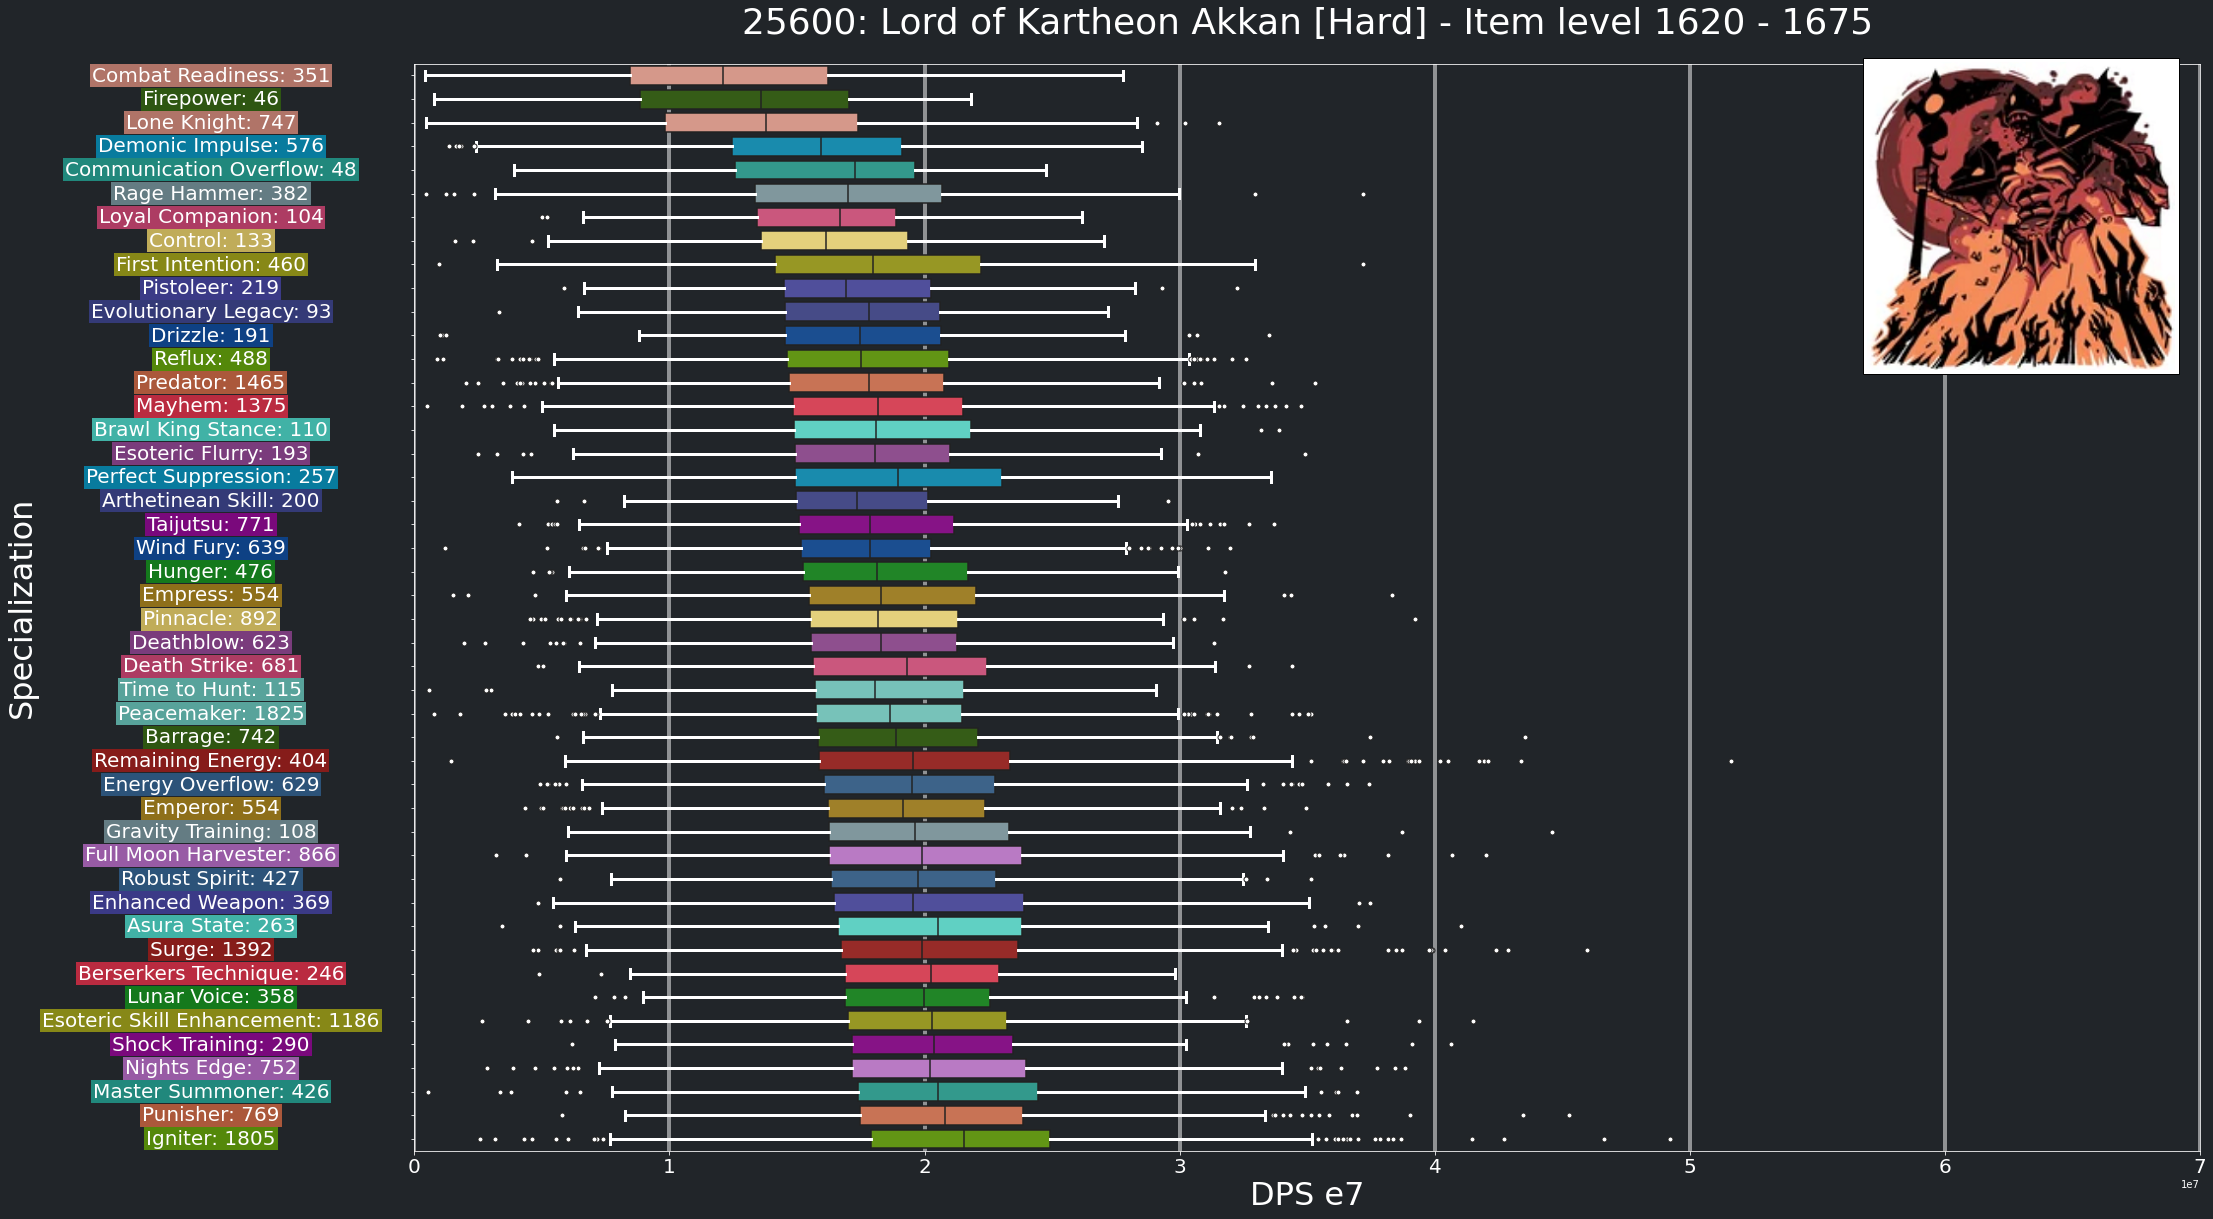 25600: Lord of Kartheon Akkan [Hard] - Item level 1620 - 1675
Specialization
Combat Readiness: 351
Firepower: 46
Lone Knight: 747
Demonic Impulse: 576
Communication Overflow: 48
Rage Hammer: 382
Loyal Companion: 104
Control: 133
First Intention: 460
Pistoleer: 219
Evolutionary Legacy: 93
Drizzle: 191
Reflux: 488
Predator: 1465
Mayhem: 1375
Brawl King Stance: 110
Esoteric Flurry: 193
Perfect Suppression: 257
Arthetinean Skill: 200
Taijutsu: 771
Wind Fury: 639
Hunger: 476
Empress: 554
Pinnacle: 892
Deathblow: 623
Death Strike: 681
Time to Hunt: 115
Peacemaker: 1825
Barrage: 742
Remaining Energy: 404
Energy Overflow: 629
Emperor: 554
Gravity Training: 108
Full Moon Harvester: 866
Robust Spirit: 427
Enhanced Weapon: 369
Asura State: 263
Surge: 1392
Berserkers Technique: 246
Lunar Voice: 358
Esoteric Skill Enhancement: 1186
Shock Training: 290
Nights Edge: 752
Master Summoner: 426
Punisher: 769
Igniter: 1805
0 1 2 3 4 5 6 7
1e7
DPS e7